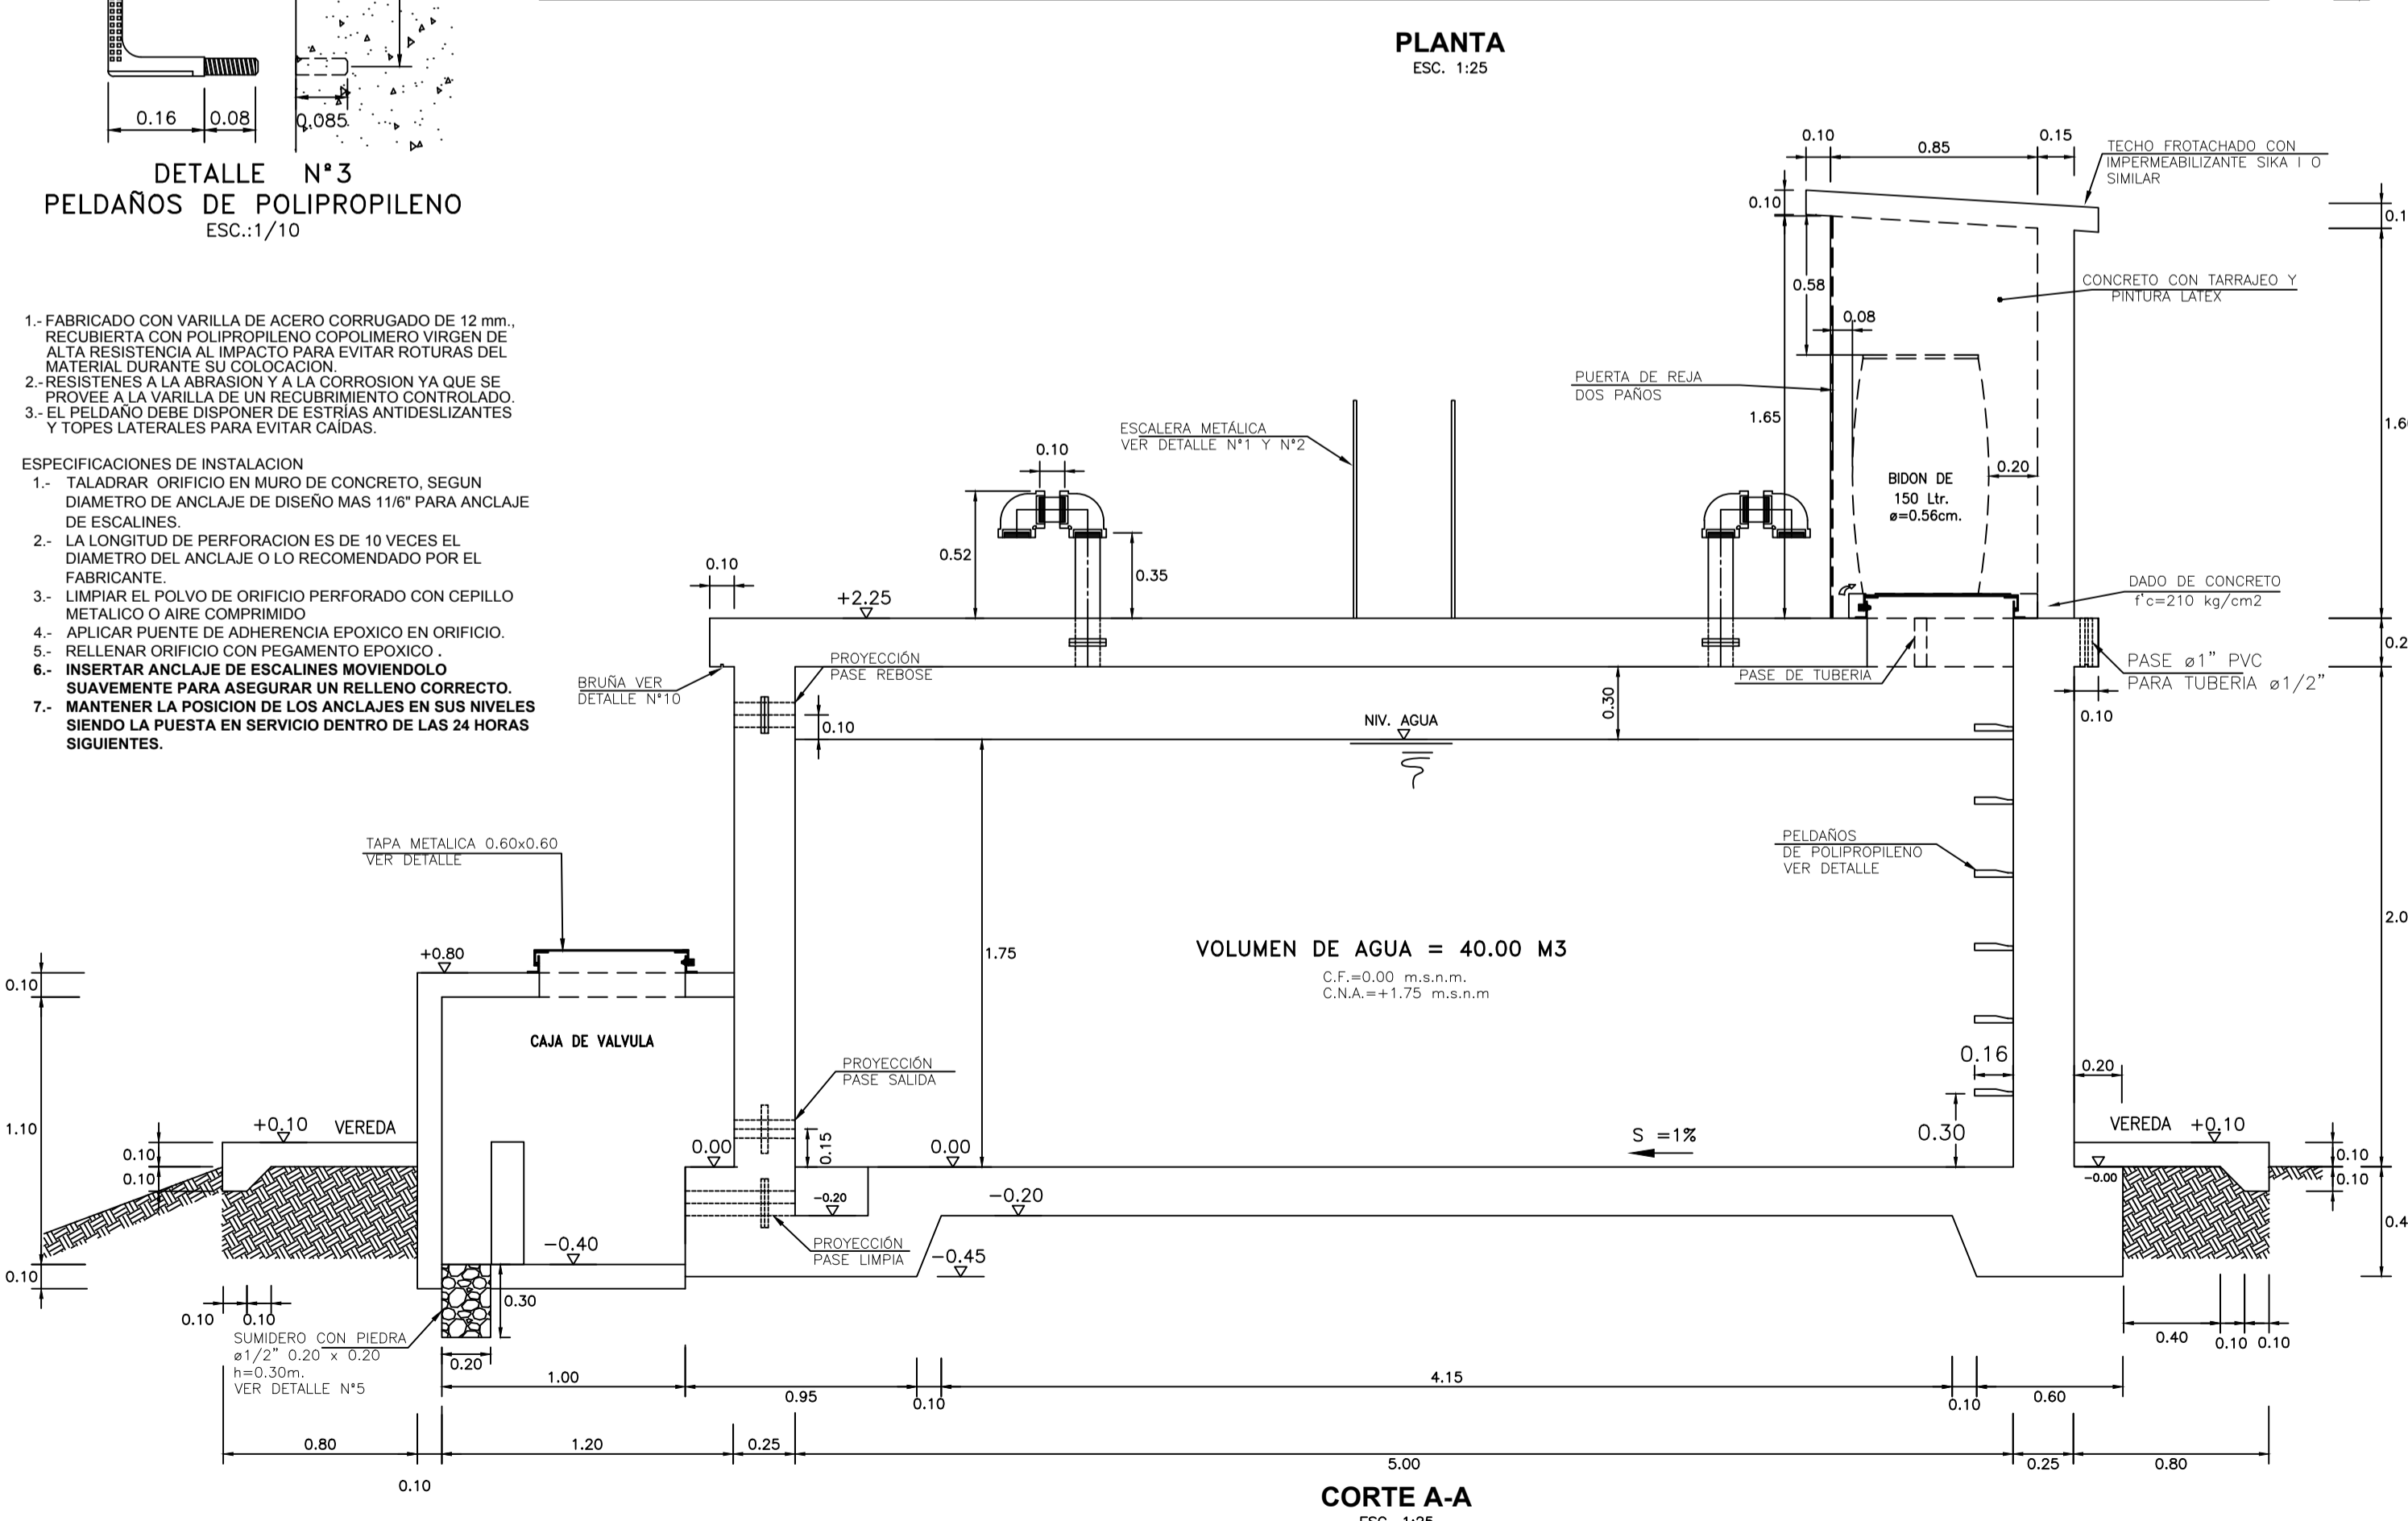 PLANTA
ESC. 1:25
0.16
0.08
0.085
DETALLE N°3
PELDAÑOS DE POLIPROPILENO
ESC.:1/10
1.- FABRICADO CON VARILLA DE ACERO CORRUGADO DE 12 mm.,
RECUBIERTA CON POLIPROPILENO COPOLIMERO VIRGEN DE
ALTA RESISTENCIA AL IMPACTO PARA EVITAR ROTURAS DEL
MATERIAL DURANTE SU COLOCACION.
2.- RESISTENES A LA ABRASION Y A LA CORROSION YA QUE SE
PROVEE A LA VARILLA DE UN RECUBRIMIENTO CONTROLADO.
3.- EL PELDAÑO DEBE DISPONER DE ESTRÍAS ANTIDESLIZANTES
Y TOPES LATERALES PARA EVITAR CAÍDAS.
ESPECIFICACIONES DE INSTALACION
1.- TALADRAR ORIFICIO EN MURO DE CONCRETO, SEGUN
DIAMETRO DE ANCLAJE DE DISEÑO MAS 11/6" PARA ANCLAJE
DE ESCALINES.
2.- LA LONGITUD DE PERFORACION ES DE 10 VECES EL
DIAMETRO DEL ANCLAJE O LO RECOMENDADO POR EL
FABRICANTE.
3.- LIMPIAR EL POLVO DE ORIFICIO PERFORADO CON CEPILLO
METALICO O AIRE COMPRIMIDO
4.- APLICAR PUENTE DE ADHERENCIA EPOXICO EN ORIFICIO.
5.- RELLENAR ORIFICIO CON PEGAMENTO EPOXICO .
6.- INSERTAR ANCLAJE DE ESCALINES MOVIENDOLO
SUAVEMENTE PARA ASEGURAR UN RELLENO CORRECTO.
7.- MANTENER LA POSICION DE LOS ANCLAJES EN SUS NIVELES
SIENDO LA PUESTA EN SERVICIO DENTRO DE LAS 24 HORAS
SIGUIENTES.
0.10
0.85
0.15
TECHO FROTACHADO CON
IMPERMEABILIZANTE SIKA I O
SIMILAR
0.10
0.58
0.08
CONCRETO CON TARRAJEO Y
PINTURA LATEX
PUERTA DE REJA
DOS PAÑOS
1.65
ESCALERA METÁLICA
VER DETALLE N°1 Y N°2
0.10
0.20
BIDON DE
150 Ltr.
ø=0.56cm.
0.52
0.35
0.10
+2.25
DADO DE CONCRETO
f'c=210 kg/cm2
PROYECCIÓN
PASE REBOSE
BRUÑA VER
DETALLE N°10
PASE DE TUBERIA
PASE ø1" PVC
PARA TUBERIA ø1/2"
0.10
0.30
0.10
NIV. AGUA
TAPA METALICA 0.60x0.60
VER DETALLE
PELDAÑOS
DE POLIPROPILENO
VER DETALLE
1.75
VOLUMEN DE AGUA = 40.00 M3
C.F.=0.00 m.s.n.m.
C.N.A.=+1.75 m.s.n.m
+0.80
0.10
CAJA DE VALVULA
PROYECCIÓN
PASE SALIDA
0.16
0.20
1.10
+0.10 VEREDA
0.10
0.10
0.00
0.15
0.00
S =1%
0.30
VEREDA +0.10
0.10
0.10
-0.00
-0.20
-0.20
-0.40
PROYECCIÓN
PASE LIMPIA
-0.45
0.10
0.30
0.10
0.10
SUMIDERO CON PIEDRA
ø1/2" 0.20 x 0.20
h=0.30m.
VER DETALLE N°5
0.20
0.40
0.10
0.10
1.00
0.95
0.10
4.15
0.10
0.60
0.80
0.10
1.20
0.25
5.00
0.25
0.80
CORTE A-A